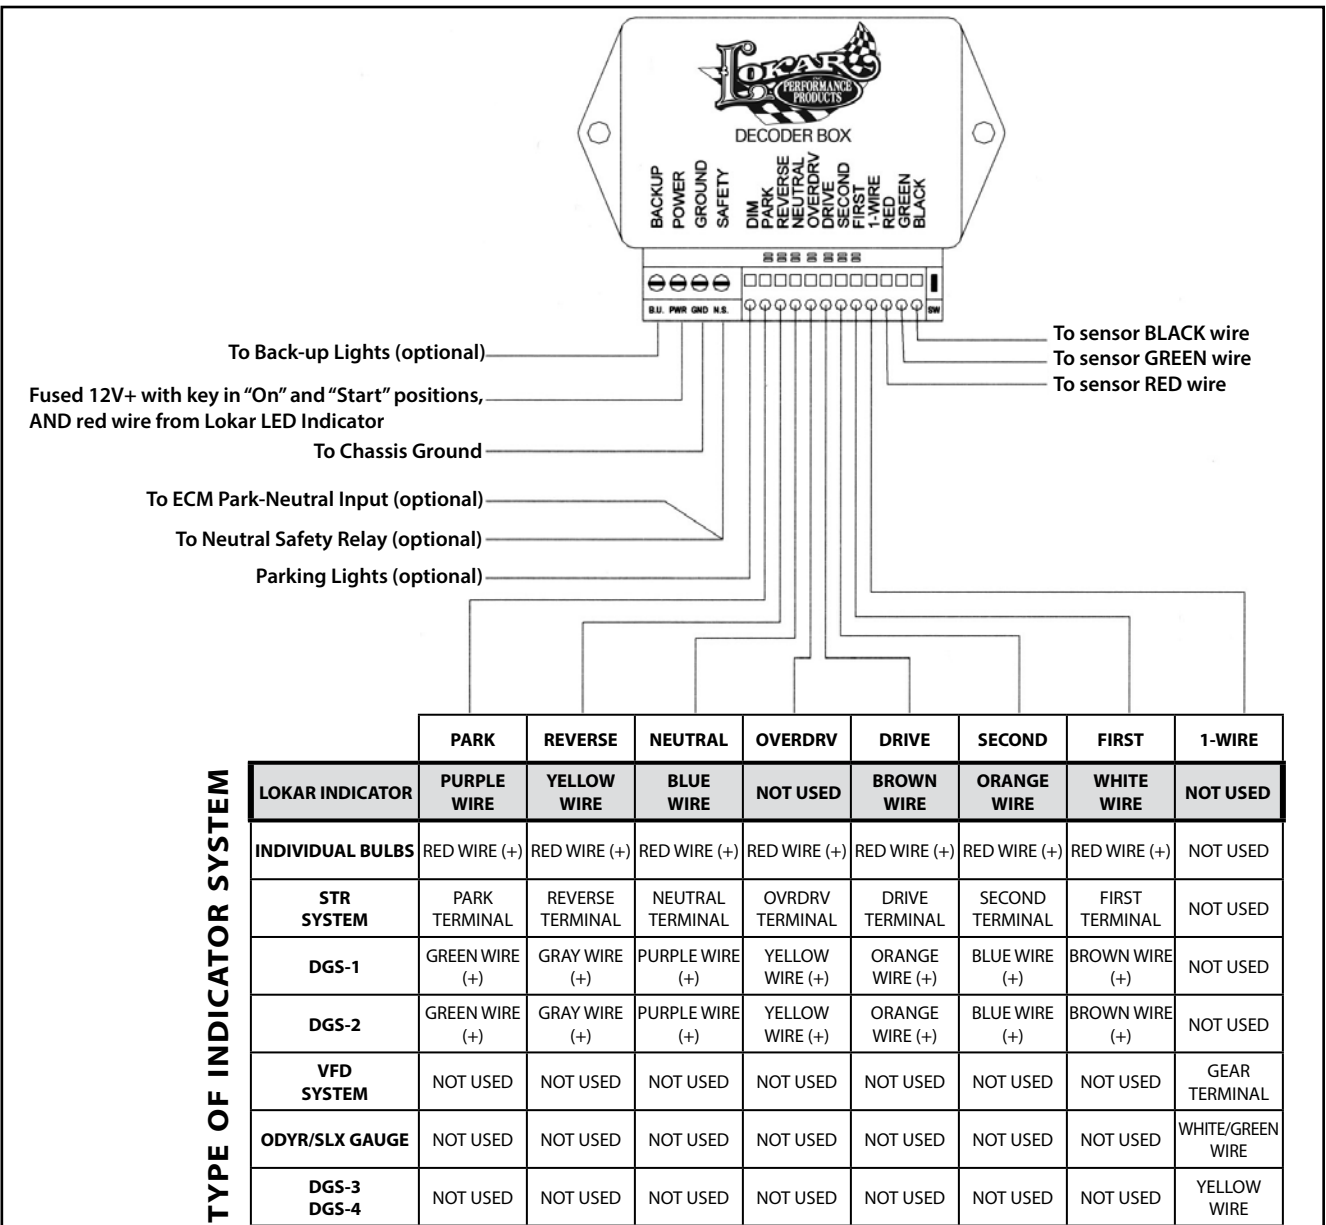 LOKAR'S
INC
PERFORMANCE
PRODUCTS
DECODER BOX
BACKUP
POWER
GROUND
SAFETY
DIM
PARK
REVERSE
NEUTRAL
OVERDRV
DRIVE
SECOND
FIRST
1-WIRE
RED
GREEN
BLACK
B.U. PWR GND N.S. SW
To Back-up Lights (optional)
Fused 12V+ with key in “On” and “Start” positions,
AND red wire from Lokar LED Indicator
To Chassis Ground
To ECM Park-Neutral Input (optional)
To Neutral Safety Relay (optional)
Parking Lights (optional)
To sensor BLACK wire
To sensor GREEN wire
To sensor RED wire
TYPE OF INDICATOR SYSTEM
PARK REVERSE NEUTRAL OVERDRV DRIVE SECOND FIRST 1-WIRE
LOKAR INDICATOR PURPLE WIRE YELLOW WIRE BLUE WIRE NOT USED BROWN WIRE ORANGE WIRE WHITE WIRE NOT USED
INDIVIDUAL BULBS RED WIRE (+) RED WIRE (+) RED WIRE (+) RED WIRE (+) RED WIRE (+) RED WIRE (+) RED WIRE (+) NOT USED
STR SYSTEM PARK TERMINAL REVERSE TERMINAL NEUTRAL TERMINAL OVRDRV TERMINAL DRIVE TERMINAL SECOND TERMINAL FIRST TERMINAL NOT USED
DGS-1 GREEN WIRE (+) GRAY WIRE (+) PURPLE WIRE (+) YELLOW WIRE (+) ORANGE WIRE (+) BLUE WIRE (+) BROWN WIRE (+) NOT USED
DGS-2 GREEN WIRE (+) GRAY WIRE (+) PURPLE WIRE (+) YELLOW WIRE (+) ORANGE WIRE (+) BLUE WIRE (+) BROWN WIRE (+) NOT USED
VFD SYSTEM NOT USED NOT USED NOT USED NOT USED NOT USED NOT USED NOT USED GEAR TERMINAL
ODYR/SLX GAUGE NOT USED NOT USED NOT USED NOT USED NOT USED NOT USED NOT USED WHITE/GREEN WIRE
DGS-3 DGS-4 NOT USED NOT USED NOT USED NOT USED NOT USED NOT USED NOT USED YELLOW WIRE